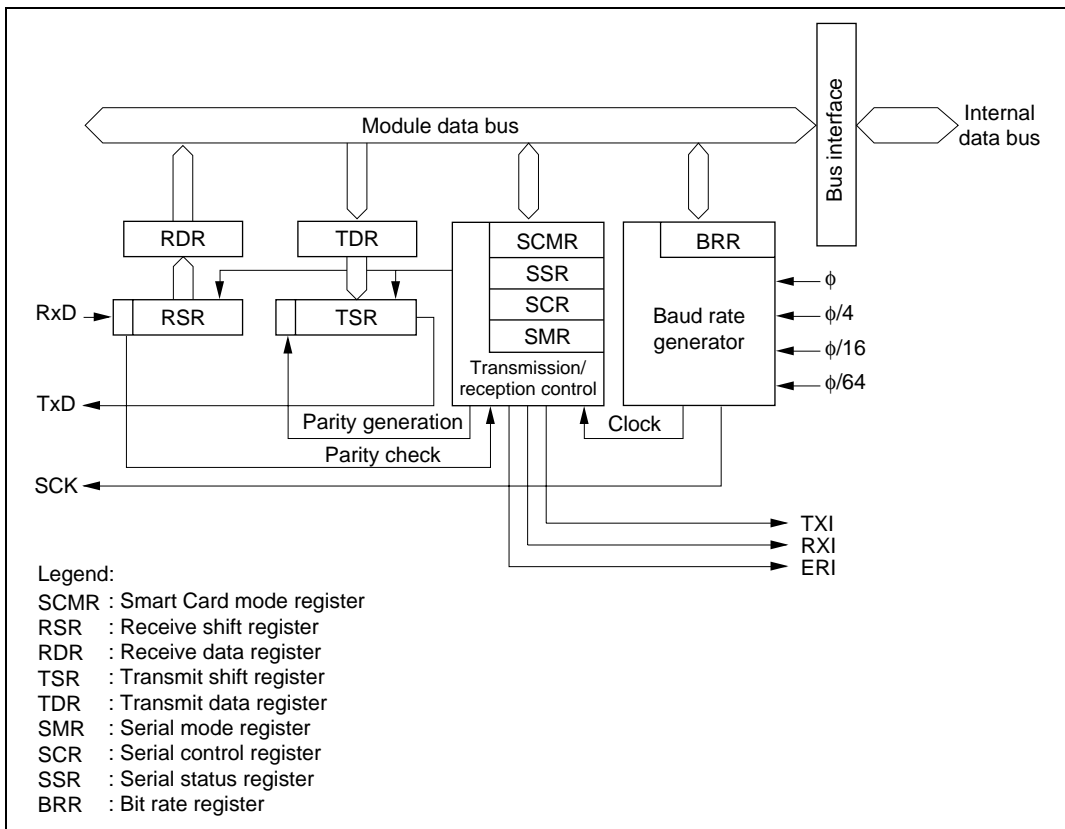 Module data bus
Bus interface
Internal
data bus
RDR
TDR
SCMR
SSR
SCR
SMR
Transmission/
reception control
BRR
Baud rate
generator
ϕ
ϕ/4
ϕ/16
ϕ/64
RxD
RSR
TSR
TxD
Parity generation
Parity check
Clock
SCK
TXI
RXI
ERI
Legend:
SCMR : Smart Card mode register
RSR : Receive shift register
RDR : Receive data register
TSR : Transmit shift register
TDR : Transmit data register
SMR : Serial mode register
SCR : Serial control register
SSR : Serial status register
BRR : Bit rate register